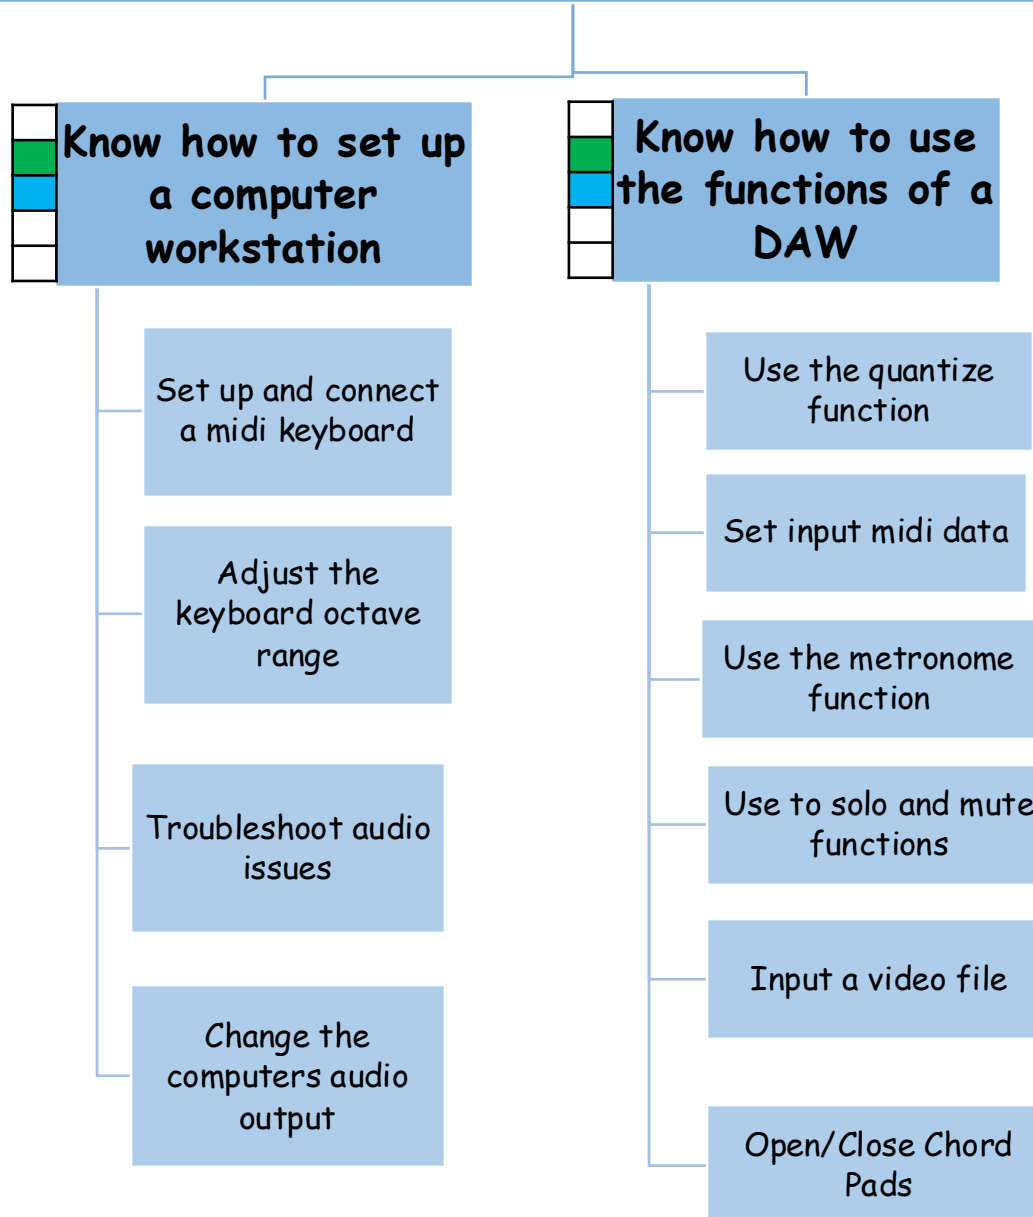 Know how to set up
a computer
workstation
Set up and connect
a midi keyboard
Adjust the
keyboard octave
range
Troubleshoot audio
issues
Change the
computers audio
output
Know how to use
the functions of a
DAW
Use the quantize
function
Set input midi data
Use the metronome
function
Use to solo and mute
functions
Input a video file
Open/Close Chord
Pads